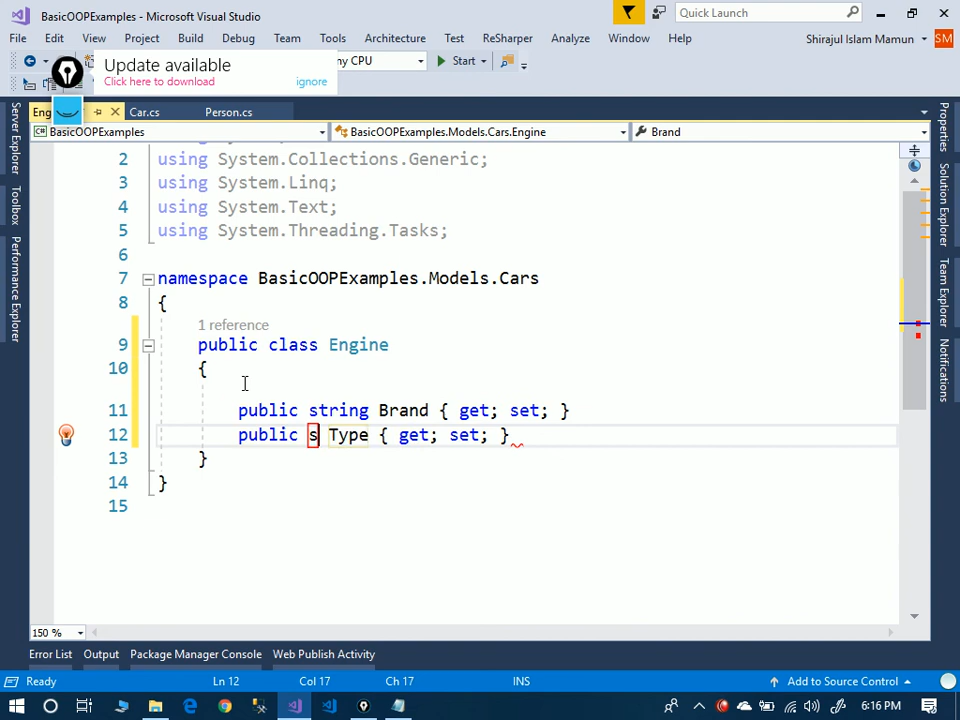 BasicOOPExamples - Microsoft Visual Studio
Quick Launch
File Edit View Project Build Debug Team Tools Architecture Test ReSharper Analyze Window Help
Shirajul Islam Mamun SM
Update available
Click here to download ignore
ny CPU Start
Eng Car.cs Person.cs
BasicOOPExamples BasicOOPExamples.Models.Cars.Engine Brand
Server Explorer
Toolbox
Performance Explorer
Properties
Solution Explorer
Team Explorer
Notifications
2 using System.Collections.Generic;
3 using System.Linq;
4 using System.Text;
5 using System.Threading.Tasks;
6
7 namespace BasicOOPExamples.Models.Cars
8 {
1 reference
9 public class Engine
10 {
11 public string Brand { get; set; }
12 public s Type { get; set; }
13 }
14 }
15
150 %
Error List Output Package Manager Console Web Publish Activity
Ready Ln 12 Col 17 Ch 17 INS Add to Source Control
6:16 PM